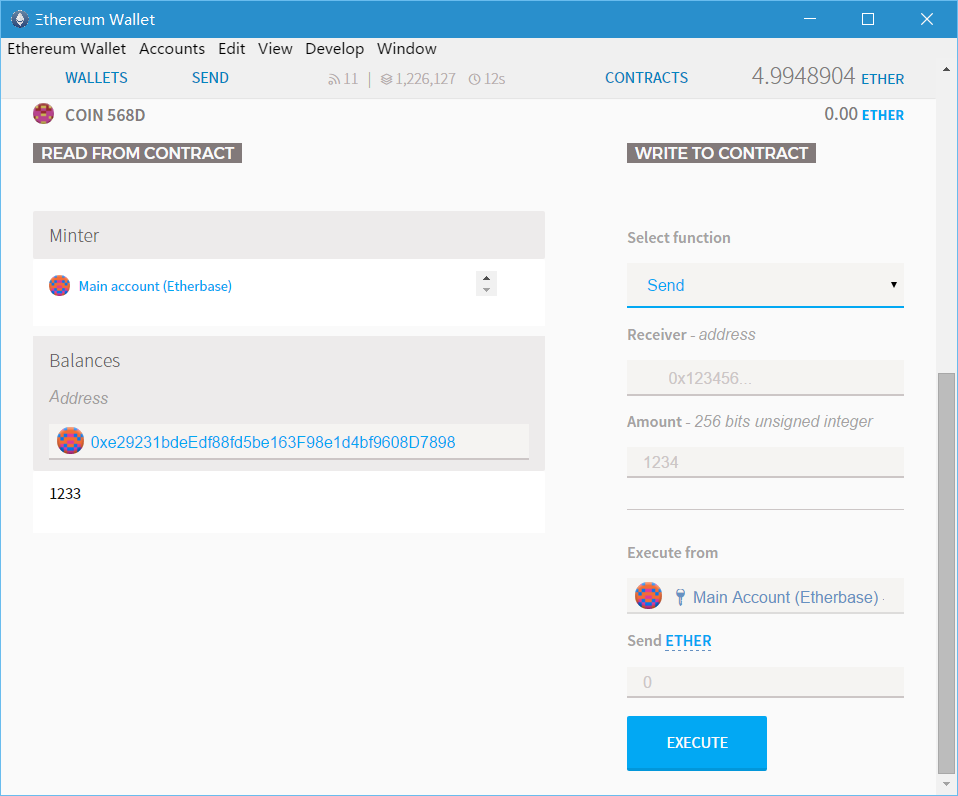 Ξthereum Wallet
Ethereum Wallet Accounts Edit View Develop Window
WALLETS SEND 11 | 1,226,127 12s CONTRACTS 4.9948904 ETHER
COIN 568D 0.00 ETHER
READ FROM CONTRACT
Minter
Main account (Etherbase)
Balances
Address
0xe29231bdeEdf88fd5be163F98e1d4bf9608D7898
1233
WRITE TO CONTRACT
Select function
Send
Receiver - address
0x123456...
Amount - 256 bits unsigned integer
1234
Execute from
Main Account (Etherbase) -
Send ETHER
0
EXECUTE